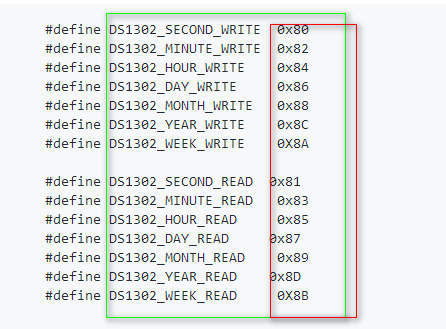 #define DS1302_SECOND_WRITE  0x80
#define DS1302_MINUTE_WRITE  0x82
#define DS1302_HOUR_WRITE    0x84
#define DS1302_DAY_WRITE     0x86
#define DS1302_MONTH_WRITE   0x88
#define DS1302_YEAR_WRITE    0x8C
#define DS1302_WEEK_WRITE    0X8A
#define DS1302_SECOND_READ  0x81
#define DS1302_MINUTE_READ   0x83
#define DS1302_HOUR_READ     0x85
#define DS1302_DAY_READ     0x87
#define DS1302_MONTH_READ    0x89
#define DS1302_YEAR_READ    0x8D
#define DS1302_WEEK_READ     0X8B